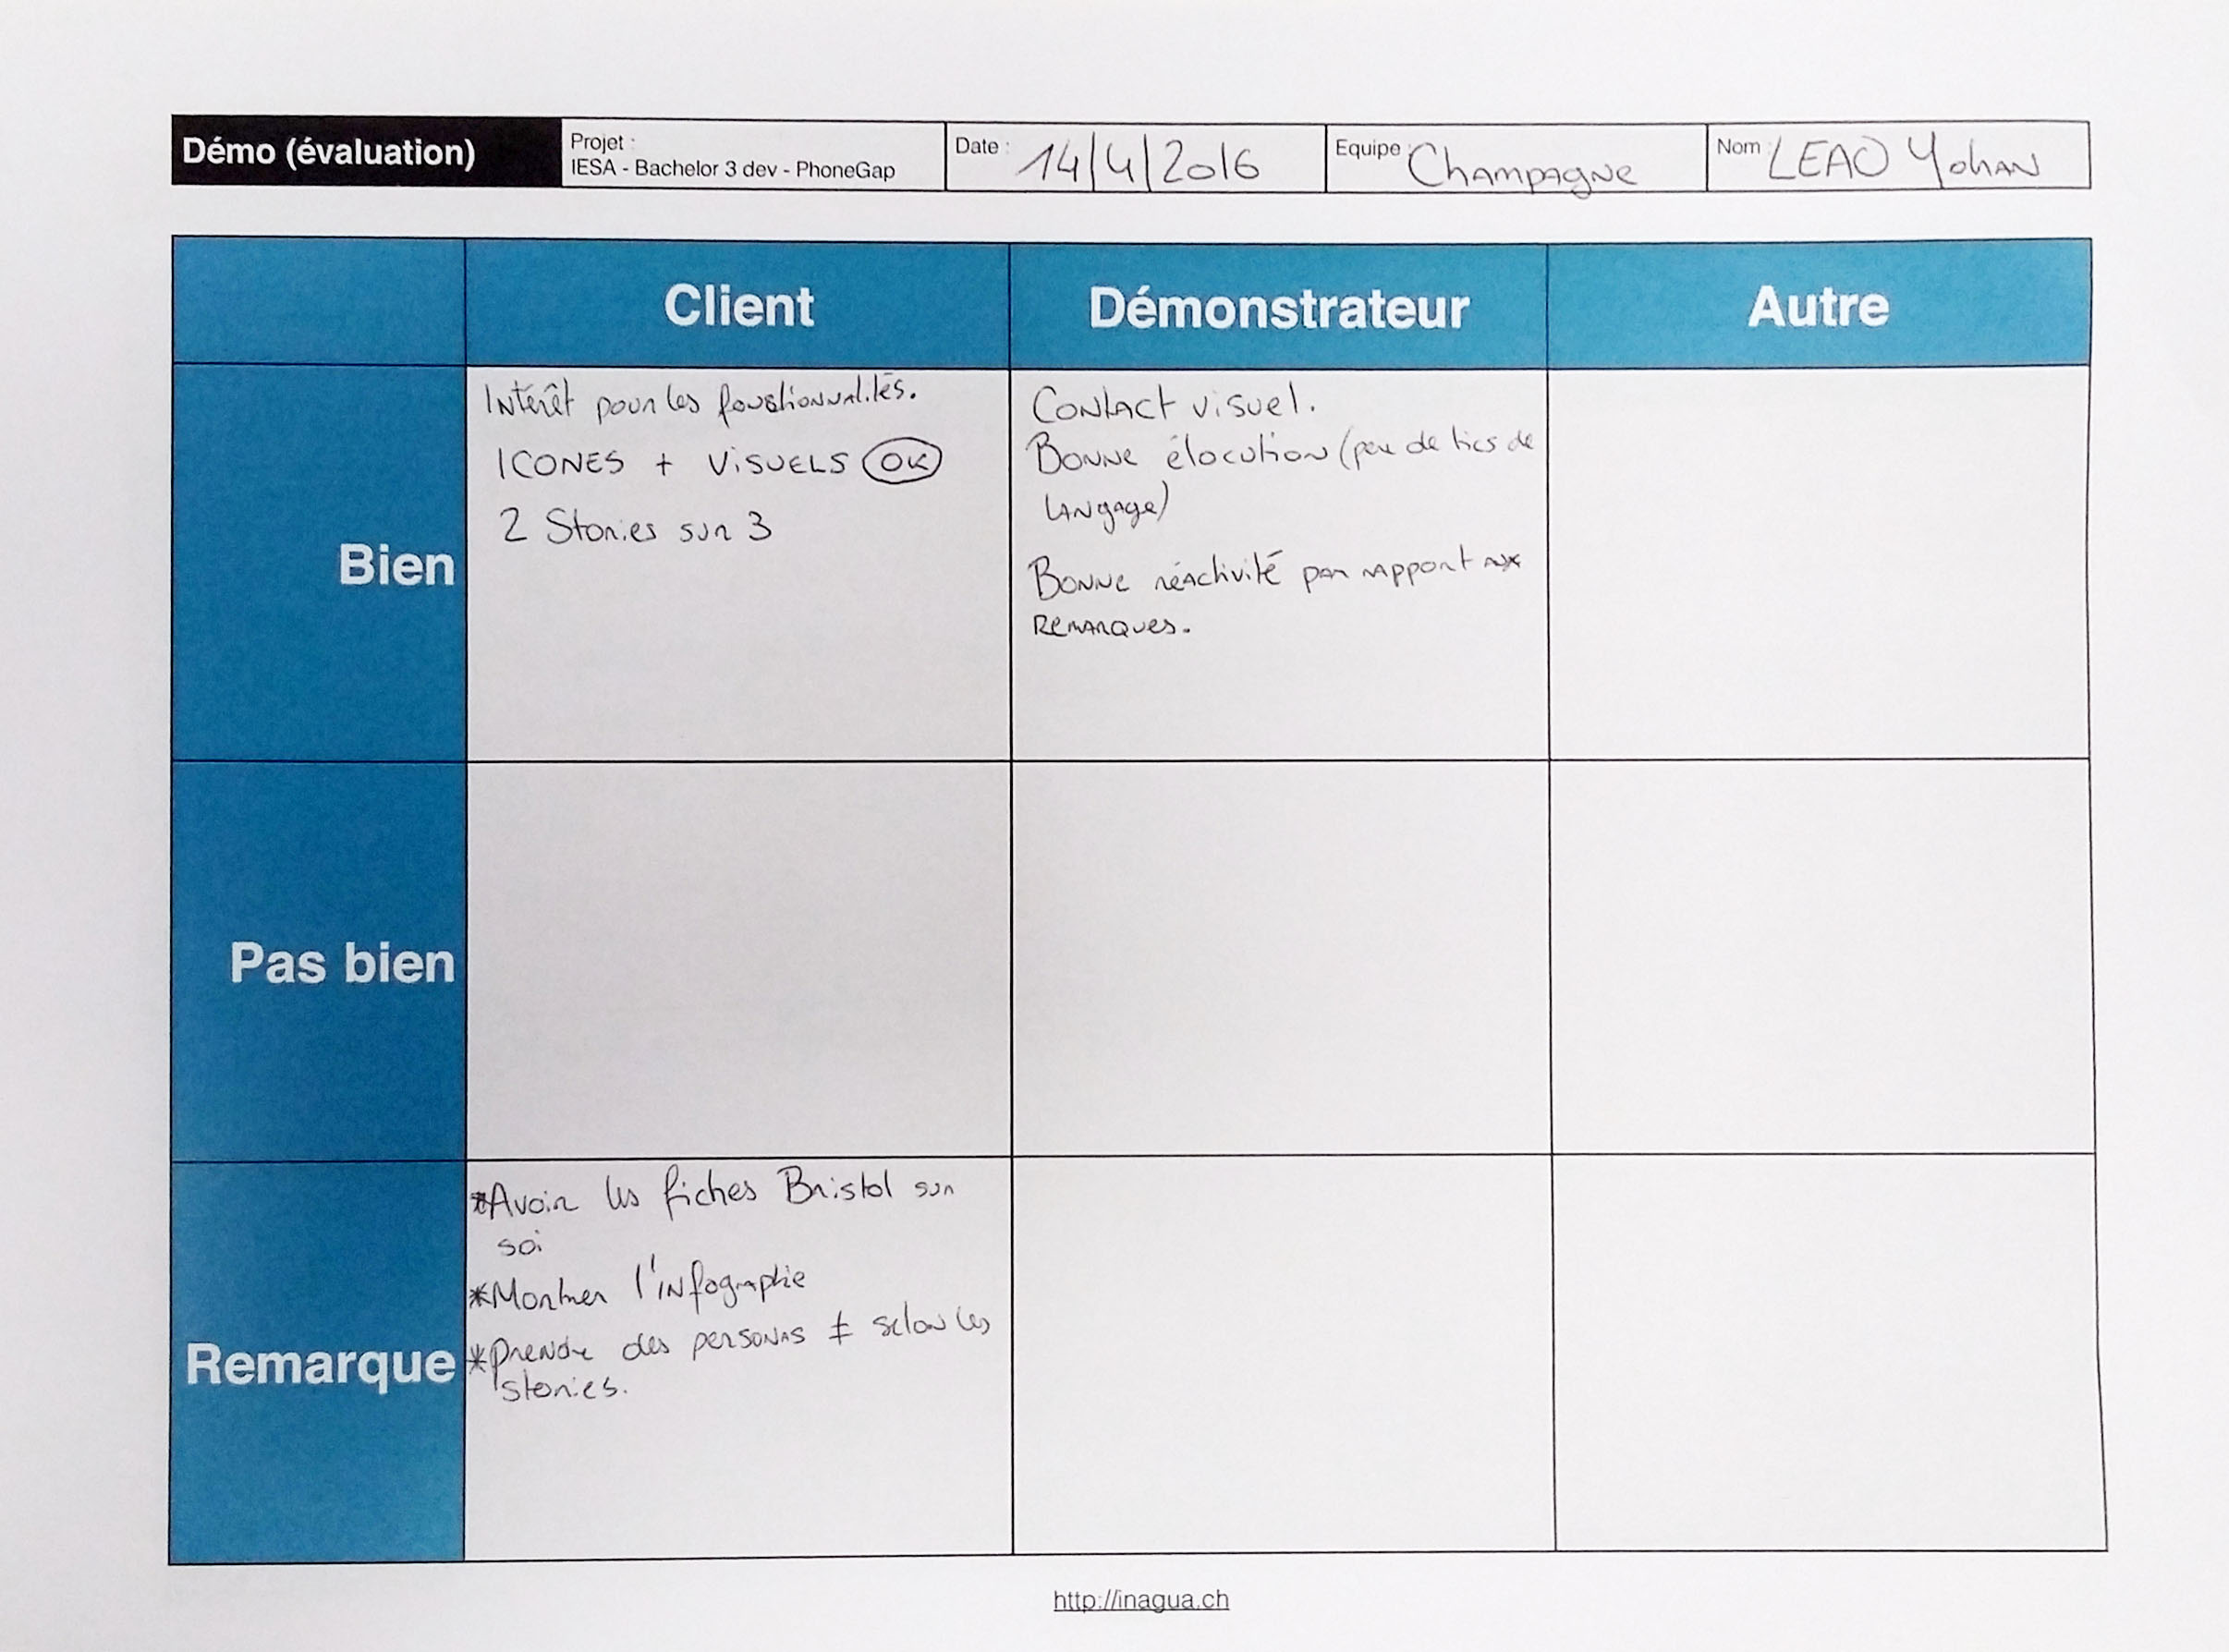 Démo (évaluation)
Projet :
IESA - Bachelor 3 dev - PhoneGap
Date : 14/4/2016
Equipe : Champagne
Nom : LEAO Yohan
Client
Démonstrateur
Autre
Bien
Intérêt pour les fonctionnalités.
ICONES + VISUELS OK
2 Stories sur 3
Contact visuel.
Bonne élocution (peu de tics de
langage)
Bonne réactivité par rapport aux
Remarques.
Pas bien
Remarque
*Avoir les fiches Bristol sur
soi
*Montrer l'infographie
*Prendre des personas ≠ selon les
stories.
http://inagua.ch